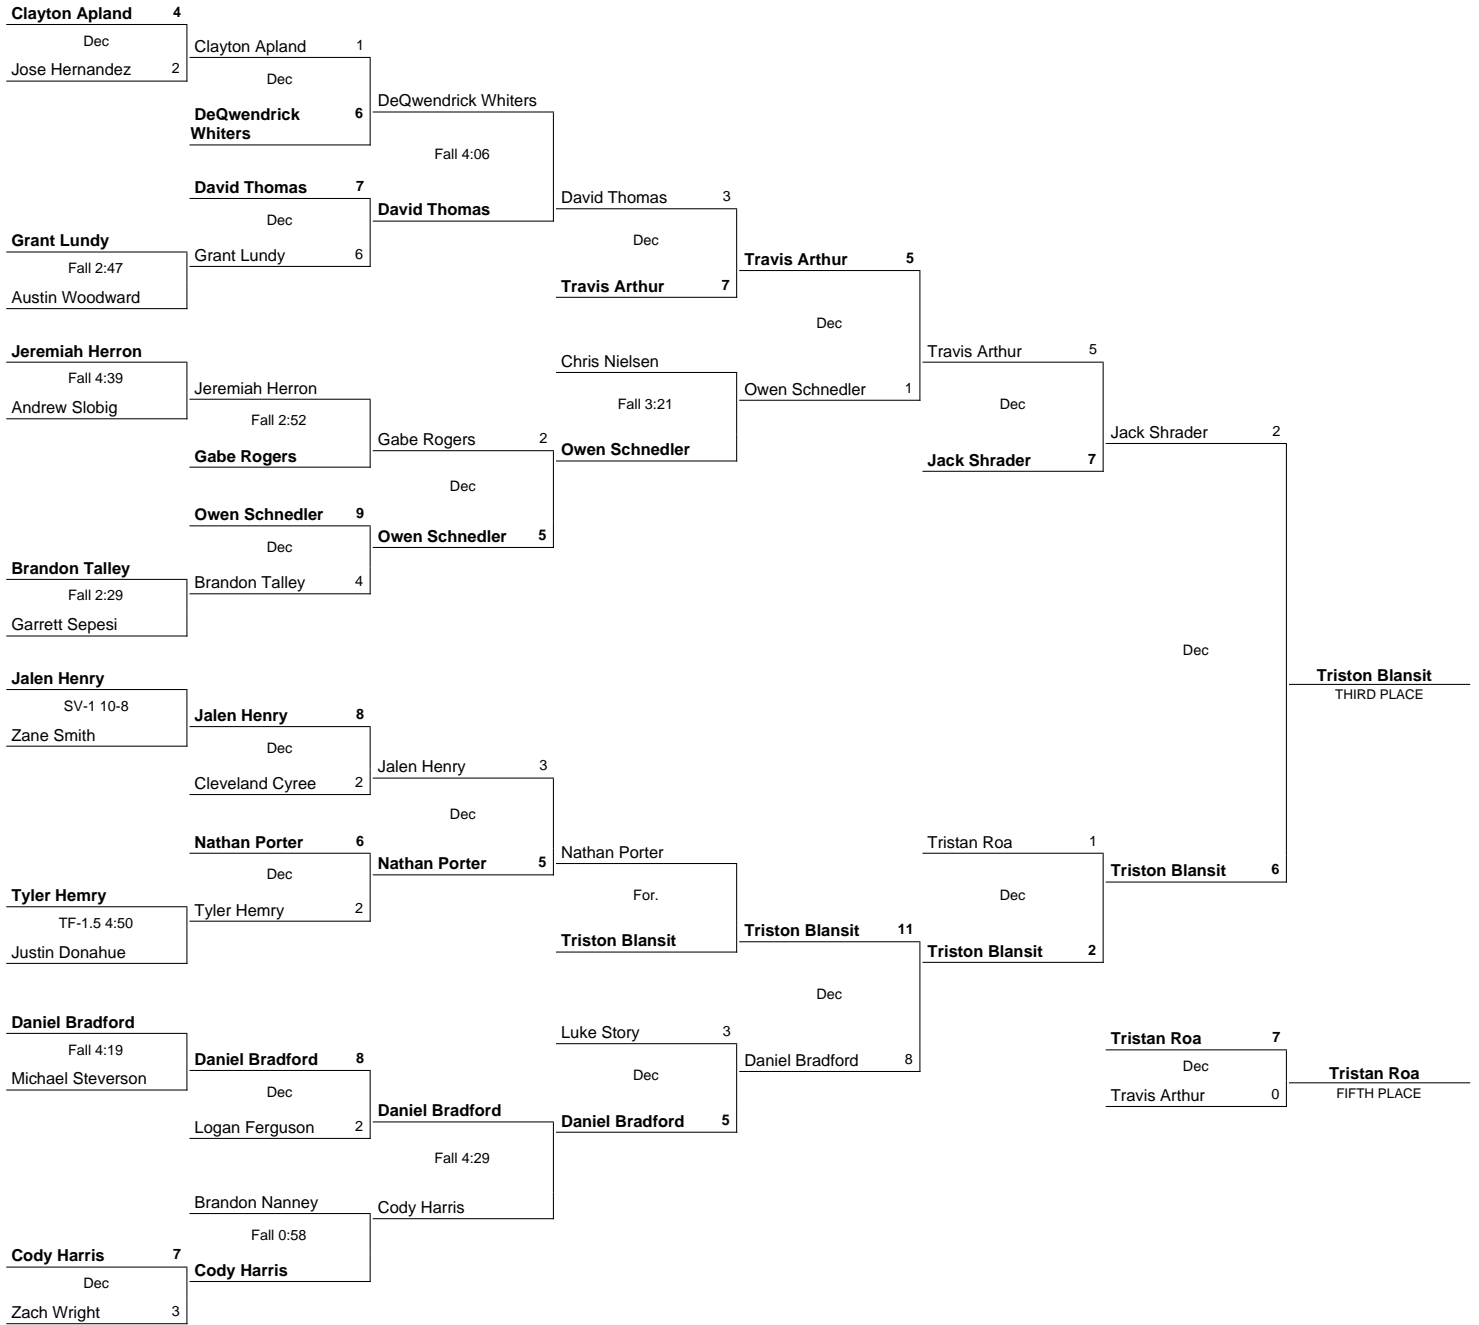 Clayton Apland 4
Dec
Jose Hernandez 2
Grant Lundy
Fall 2:47
Austin Woodward
Jeremiah Herron
Fall 4:39
Andrew Slobig
Brandon Talley
Fall 2:29
Garrett Sepesi
Jalen Henry
SV-1 10-8
Zane Smith
Tyler Hemry
TF-1.5 4:50
Justin Donahue
Daniel Bradford
Fall 4:19
Michael Steverson
Cody Harris 7
Dec
Zach Wright 3
Clayton Apland 1
Dec
DeQwendrick 6
Whiters
David Thomas 7
Dec
Grant Lundy 6
Jeremiah Herron
Fall 2:52
Gabe Rogers
Owen Schnedler 9
Dec
Brandon Talley 4
Jalen Henry 8
Dec
Cleveland Cyree 2
Nathan Porter 6
Dec
Tyler Hemry 2
Daniel Bradford 8
Dec
Logan Ferguson 2
Brandon Nanney
Fall 0:58
Cody Harris
DeQwendrick Whiters
Fall 4:06
David Thomas
Gabe Rogers 2
Dec
Owen Schnedler 5
Jalen Henry 3
Dec
Nathan Porter 5
Daniel Bradford
Fall 4:29
Cody Harris
David Thomas 3
Dec
Travis Arthur 7
Chris Nielsen
Fall 3:21
Owen Schnedler
Nathan Porter
For.
Triston Blansit
Luke Story 3
Dec
Daniel Bradford 5
Travis Arthur 5
Dec
Owen Schnedler 1
Triston Blansit 11
Dec
Daniel Bradford 8
Travis Arthur 5
Dec
Jack Shrader 7
Tristan Roa 1
Dec
Triston Blansit 2
Jack Shrader 2
Dec
Triston Blansit 6
Triston Blansit
THIRD PLACE
Tristan Roa 7
Dec
Travis Arthur 0
Tristan Roa
FIFTH PLACE